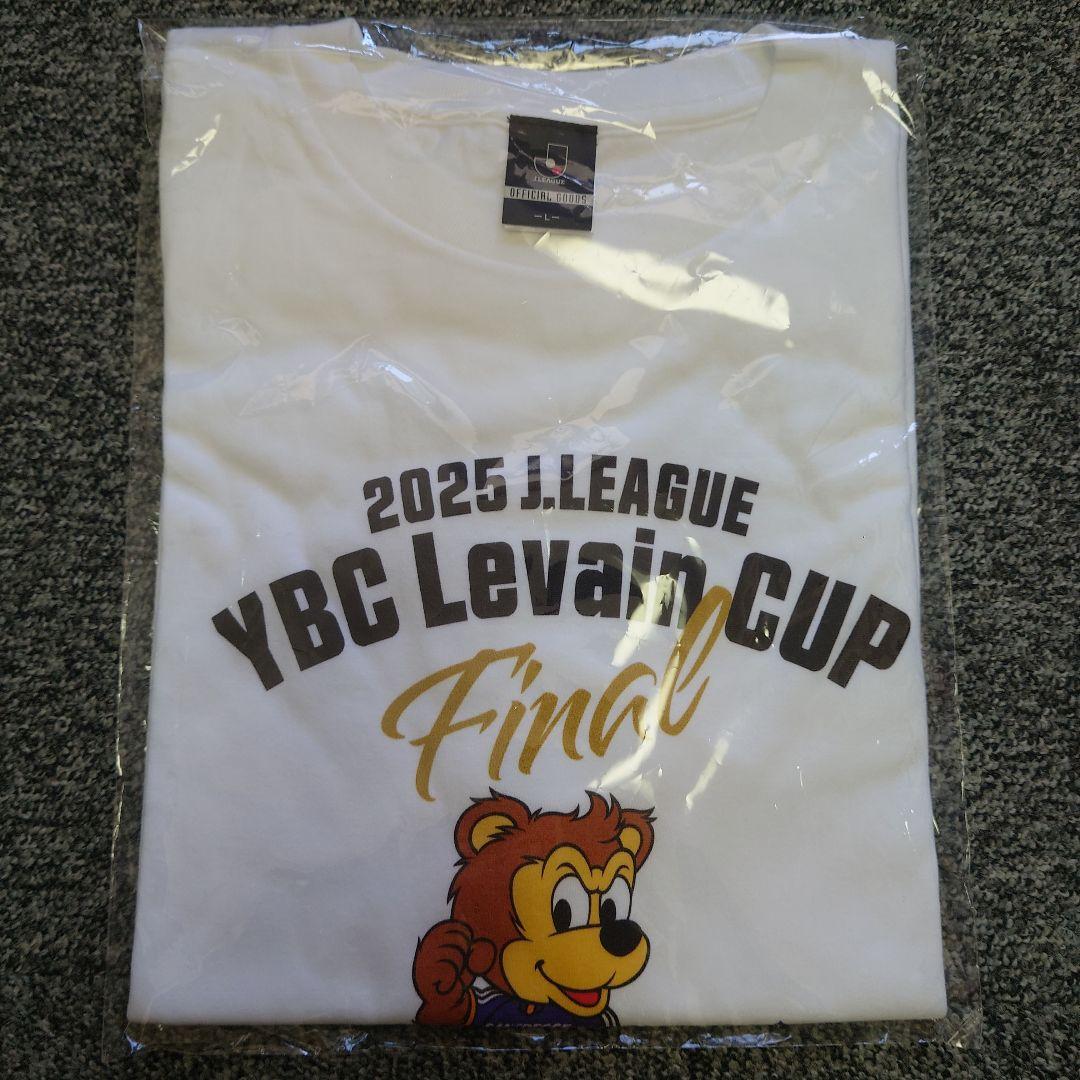 J.LEAGUE
OFFICIAL GOODS
-L-
2025 J.LEAGUE
YBC Levain CUP
Final